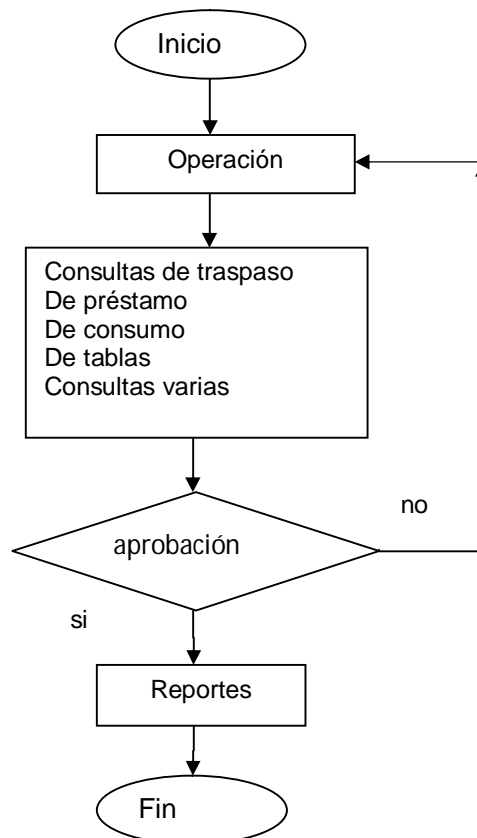 Inicio
Operación
Consultas de traspaso
De préstamo
De consumo
De tablas
Consultas varias
no
aprobación
si
Reportes
Fin